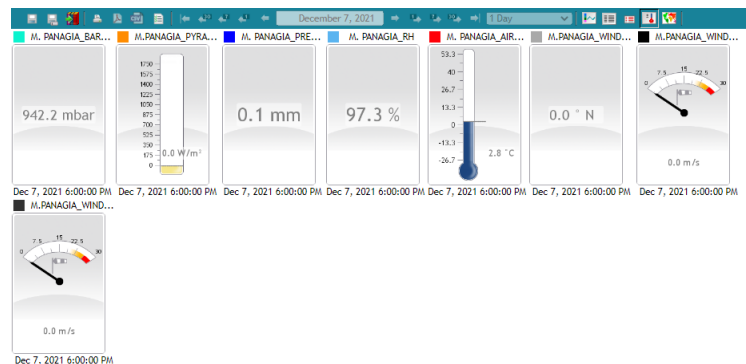 December 7, 2021
1 Day
M. PANAGIA_BAR...
M.PANAGIA_PYRA...
M. PANAGIA_PRE...
M. PANAGIA_RH
M. PANAGIA_AIR...
M. PANAGIA_WIND...
M. PANAGIA_WIND...
942.2 mbar
1750
1575
1400
1225
1050
875
700
525
350
175
0
0.0 W/m²
0.1 mm
97.3 %
53.3
40
26.7
13.3
0
-13.3
-26.7
2.8 °C
0.0 ° N
0
7.5
15
22.5
30
0.0 m/s
Dec 7, 2021 6:00:00 PM
Dec 7, 2021 6:00:00 PM
Dec 7, 2021 6:00:00 PM
Dec 7, 2021 6:00:00 PM
Dec 7, 2021 6:00:00 PM
Dec 7, 2021 6:00:00 PM
Dec 7, 2021 6:00:00 PM
M.PANAGIA_WIND...
0
7.5
15
22.5
30
0.0 m/s
Dec 7, 2021 6:00:00 PM